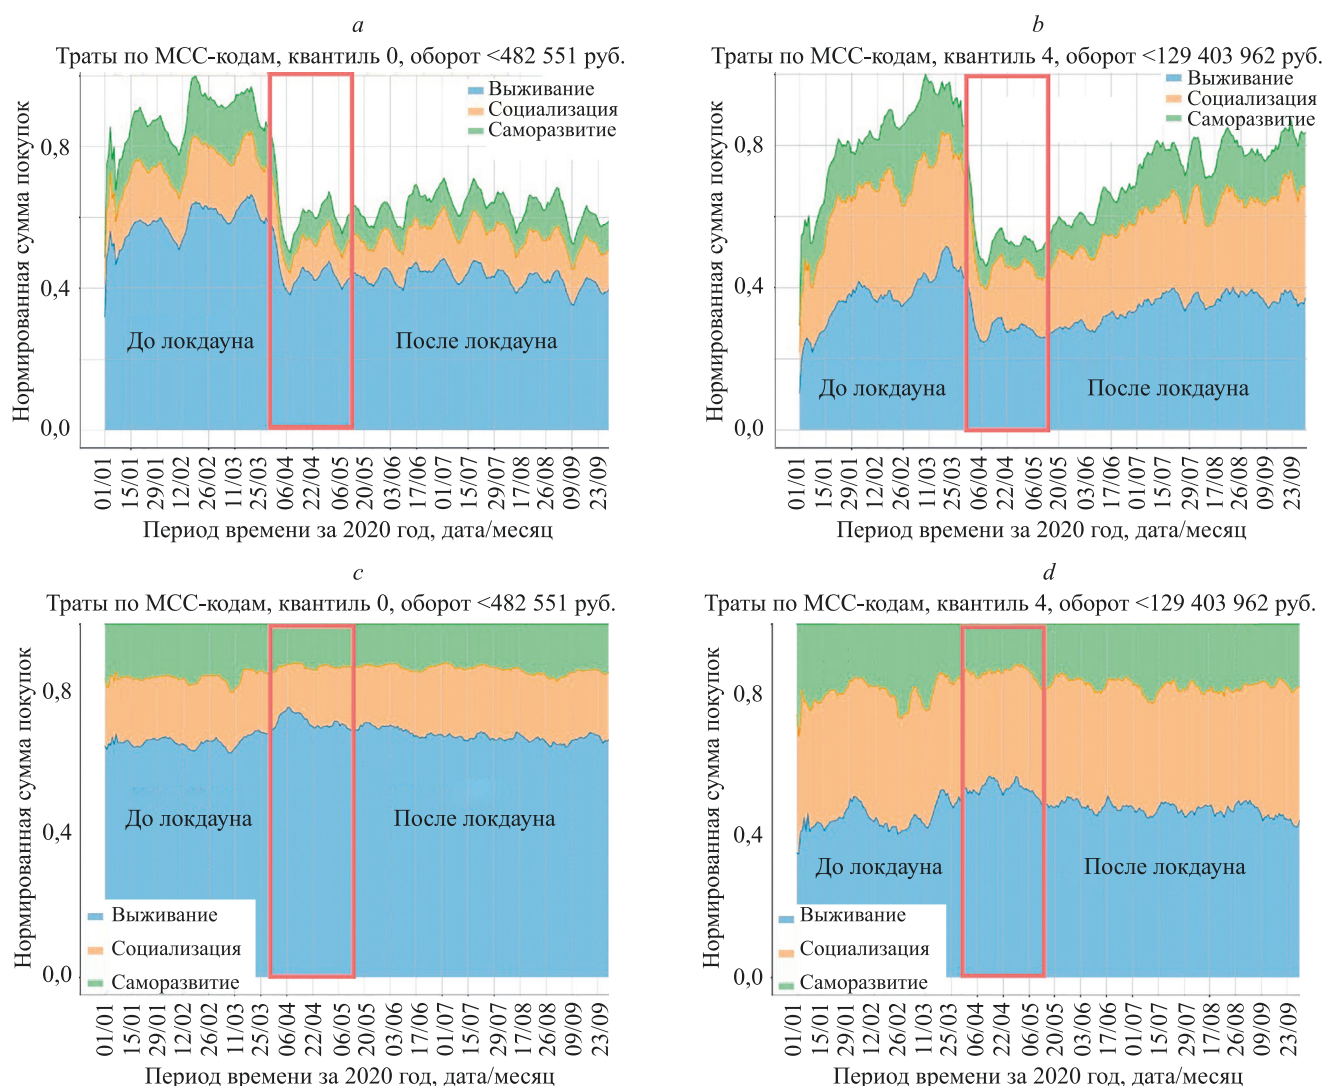 a
Траты по МСС-кодам, квантиль 0, оборот <482 551 руб.
Выживание
Социализация
Саморазвитие
Нормированная сумма покупок
0,8
0,4
0,0
До локдауна
После локдауна
01/01
15/01
29/01
12/02
26/02
11/03
25/03
06/04
22/04
06/05
20/05
03/06
17/06
01/07
15/07
29/07
17/08
26/08
09/09
23/09
Период времени за 2020 год, дата/месяц
b
Траты по МСС-кодам, квантиль 4, оборот <129 403 962 руб.
Выживание
Социализация
Саморазвитие
Нормированная сумма покупок
0,8
0,4
0,0
До локдауна
После локдауна
01/01
15/01
29/01
12/02
26/02
11/03
25/03
06/04
22/04
06/05
20/05
03/06
17/06
01/07
15/07
29/07
17/08
26/08
09/09
23/09
Период времени за 2020 год, дата/месяц
c
Траты по МСС-кодам, квантиль 0, оборот <482 551 руб.
Нормированная сумма покупок
0,8
0,4
0,0
До локдауна
После локдауна
Выживание
Социализация
Саморазвитие
01/01
15/01
29/01
12/02
26/02
11/03
25/03
06/04
22/04
06/05
20/05
03/06
17/06
01/07
15/07
29/07
17/08
26/08
09/09
23/09
Период времени за 2020 год, дата/месяц
d
Траты по МСС-кодам, квантиль 4, оборот <129 403 962 руб.
Нормированная сумма покупок
0,8
0,4
0,0
До локдауна
После локдауна
Выживание
Социализация
Саморазвитие
01/01
15/01
29/01
12/02
26/02
11/03
25/03
06/04
22/04
06/05
20/05
03/06
17/06
01/07
15/07
29/07
17/08
26/08
09/09
23/09
Период времени за 2020 год, дата/месяц